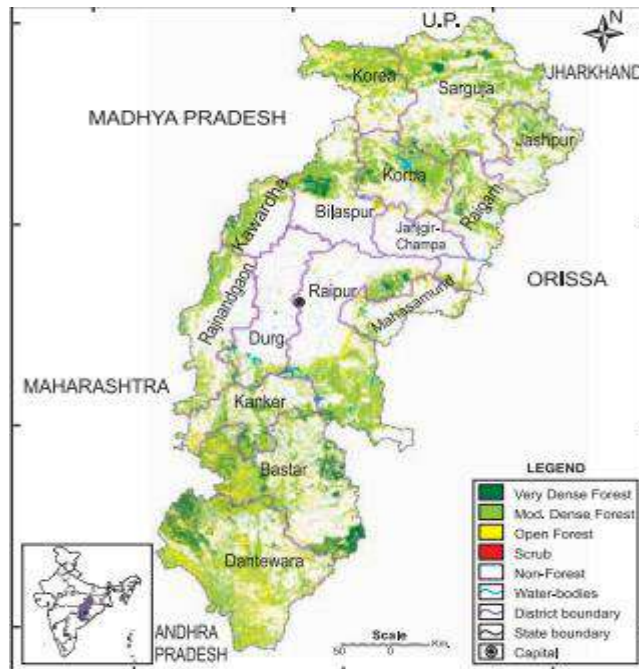 U.P.
JHARKHAND
Korea
Sarguja
MADHYA PRADESH
Jashpur
Korba
Kawardha
Raigarh
Bilaspur
Janjgir-
Champa
ORISSA
Rajnandgaon
Raipur
Mahasamund
Durg
MAHARASHTRA
Kanker
Bastar
Dantewara
ANDHRA
PRADESH
LEGEND
Very Dense Forest
Mod. Dense Forest
Open Forest
Scrub
Non-Forest
Water-bodies
District boundary
State boundary
Capital
Scale
50 0 50 Km.